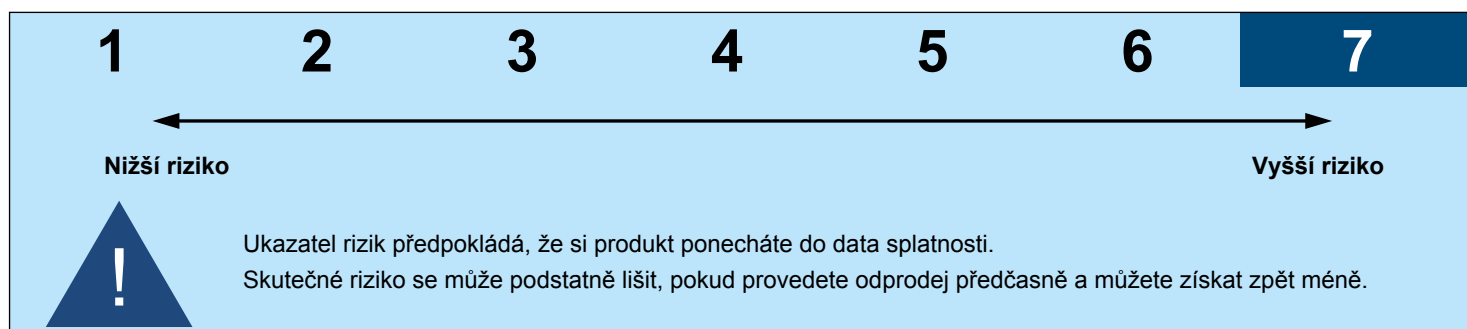 1 2 3 4 5 6 7
Nižší riziko Vyšší riziko
!
Ukazatel rizik předpokládá, že si produkt ponecháte do data splatnosti.
Skutečné riziko se může podstatně lišit, pokud provedete odprodej předčasně a můžete získat zpět méně.